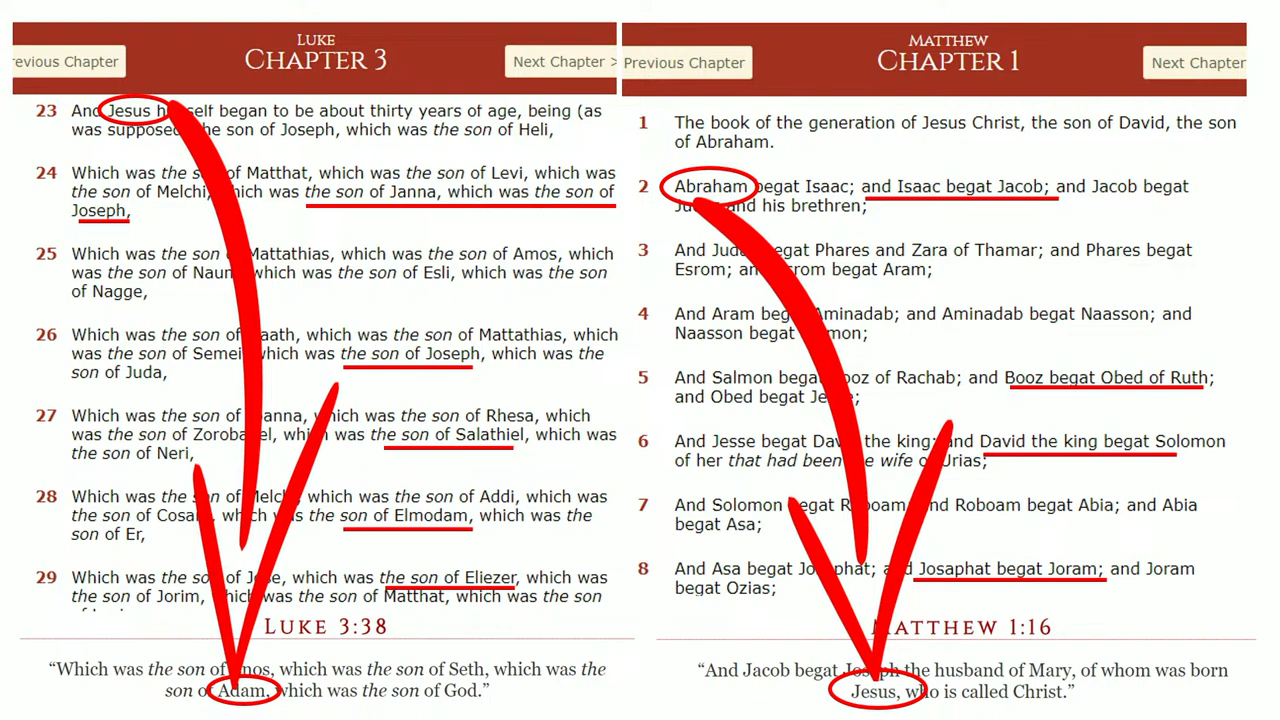 LUKE
CHAPTER 3
revious Chapter
Next Chapter >
23 And Jesus himself began to be about thirty years of age, being (as
was supposed) the son of Joseph, which was the son of Heli,
24 Which was the son of Matthat, which was the son of Levi, which was
the son of Melchi, which was the son of Janna, which was the son of
Joseph,
25 Which was the son of Mattathias, which was the son of Amos, which
was the son of Naum, which was the son of Esli, which was the son
of Nagge,
26 Which was the son of Maath, which was the son of Mattathias, which
was the son of Semei, which was the son of Joseph, which was the
son of Juda,
27 Which was the son of Joanna, which was the son of Rhesa, which
was the son of Zorobabel, which was the son of Salathiel, which was
the son of Neri,
28 Which was the son of Melchi, which was the son of Addi, which was
the son of Cosam, which was the son of Elmodam, which was the
son of Er,
29 Which was the son of Jose, which was the son of Eliezer, which was
the son of Jorim, which was the son of Matthat, which was the son
LUKE 3:38
“Which was the son of Enos, which was the son of Seth, which was the
son of Adam, which was the son of God.”
MATTHEW
CHAPTER 1
Previous Chapter
Next Chapter
1 The book of the generation of Jesus Christ, the son of David, the son
of Abraham.
2 Abraham begat Isaac; and Isaac begat Jacob; and Jacob begat
Judas and his brethren;
3 And Judas begat Phares and Zara of Thamar; and Phares begat
Esrom; and Esrom begat Aram;
4 And Aram begat Aminadab; and Aminadab begat Naasson; and
Naasson begat Salmon;
5 And Salmon begat Booz of Rachab; and Booz begat Obed of Ruth;
and Obed begat Jesse;
6 And Jesse begat David the king; and David the king begat Solomon
of her that had been the wife of Urias;
7 And Solomon begat Roboam; and Roboam begat Abia; and Abia
begat Asa;
8 And Asa begat Josaphat; and Josaphat begat Joram; and Joram
begat Ozias;
MATTHEW 1:16
“And Jacob begat Joseph the husband of Mary, of whom was born
Jesus, who is called Christ.”